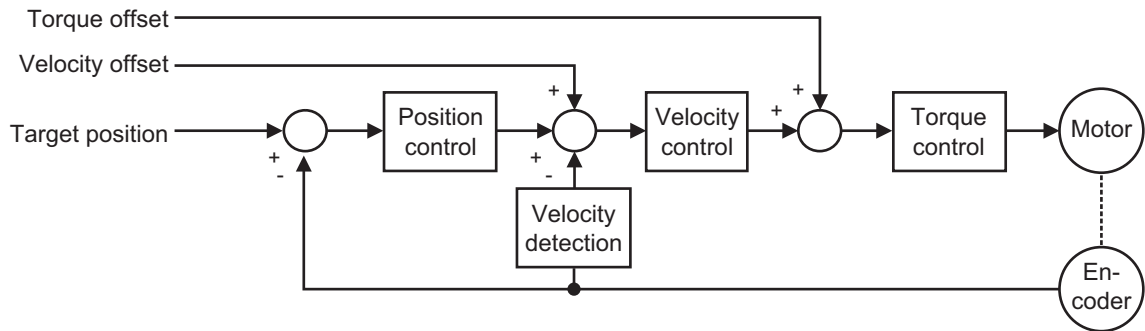 Torque offset
Velocity offset
Target position
+
-
Position
control
+
+
-
Velocity
detection
Velocity
control
+
+
Torque
control
Motor
En-
coder